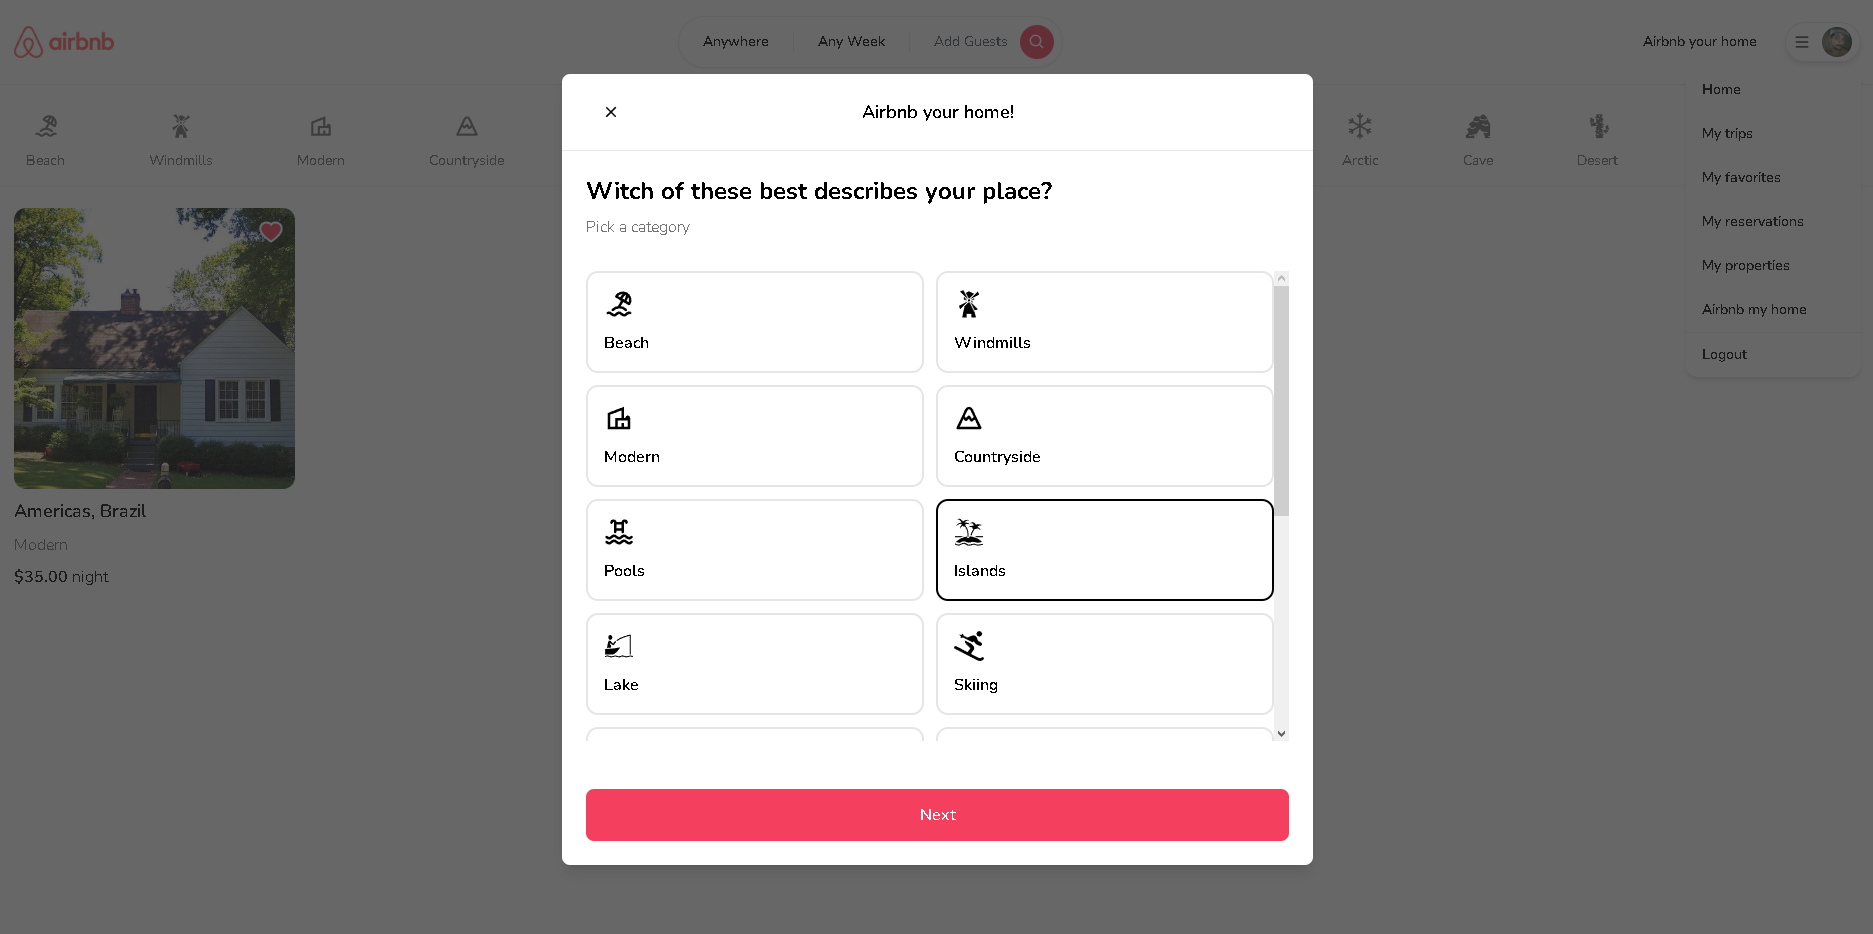 airbnb
Anywhere
Any Week
Add Guests
Airbnb your home
Home
My trips
My favorites
My reservations
My properties
Airbnb my home
Logout
Beach
Windmills
Modern
Countryside
Arctic
Cave
Desert
Americas, Brazil
Modern
$35.00 night
Airbnb your home!
Witch of these best describes your place?
Pick a category
Beach
Windmills
Modern
Countryside
Pools
Islands
Lake
Skiing
Next